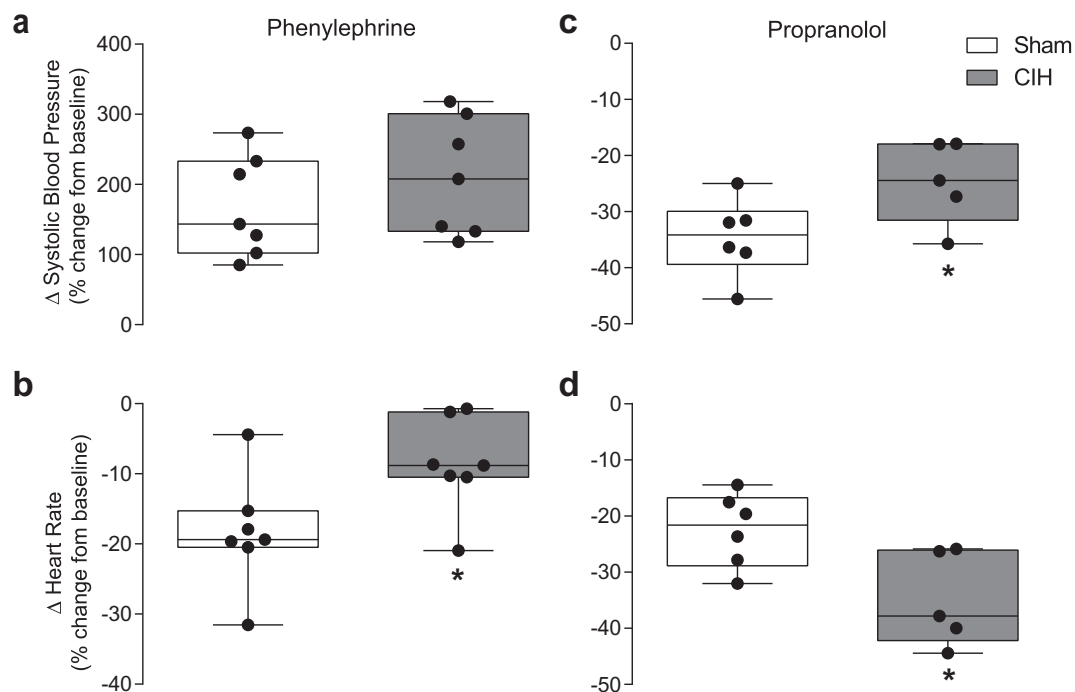 a
Phenylephrine
Δ Systolic Blood Pressure
(% change fom baseline)
400
300
200
100
0
c
Propranolol
Sham
CIH
0
-10
-20
-30
-40
-50
*
b
Δ Heart Rate
(% change fom baseline)
0
-10
-20
-30
-40
*
d
0
-10
-20
-30
-40
-50
*